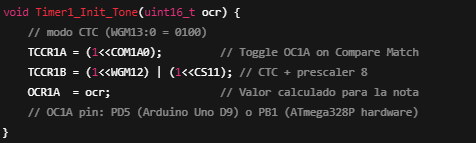 void Timer1_Init_Tone(uint16_t ocr) {
    // modo CTC (WGM13:0 = 0100)
    TCCR1A = (1<<COM1A0);        // Toggle OC1A on Compare Match
    TCCR1B = (1<<WGM12) | (1<<CS11); // CTC + prescaler 8
    OCR1A  = ocr;                // Valor calculado para la nota
    // OC1A pin: PD5 (Arduino Uno D9) o PB1 (ATmega328P hardware)
}